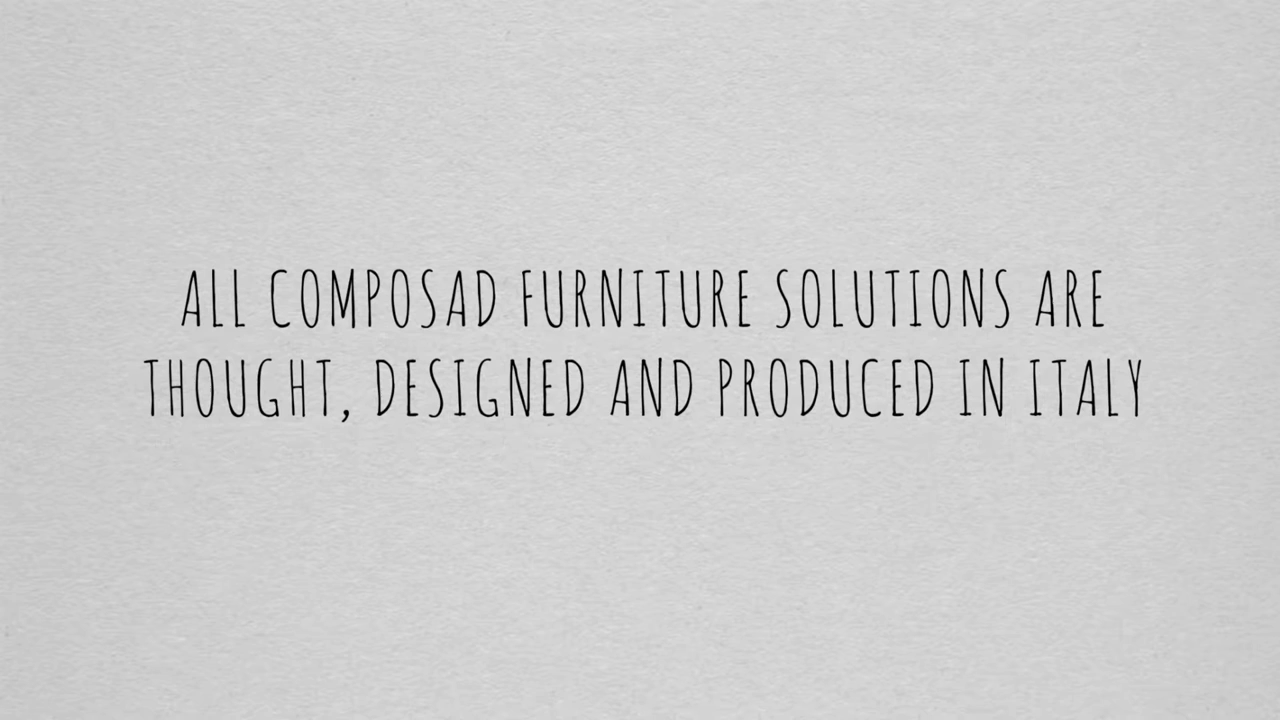 ALL COMPOSAD FURNITURE SOLUTIONS ARE
THOUGHT, DESIGNED AND PRODUCED IN ITALY